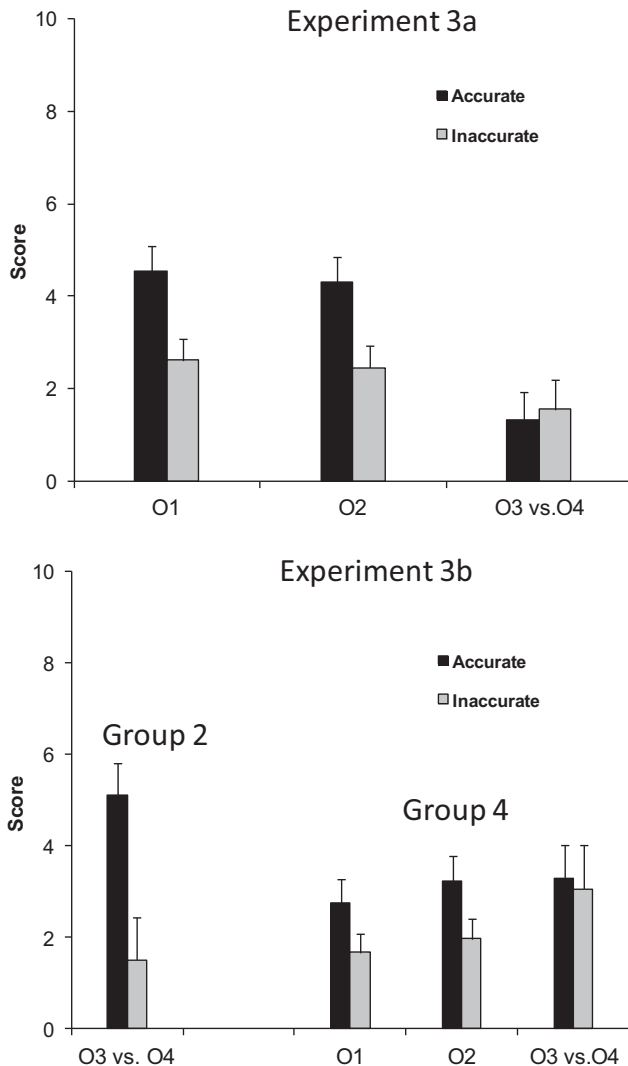 Experiment 3a
10
8
6
4
2
0
Score
Accurate
Inaccurate
O1
O2
O3 vs.O4
Experiment 3b
10
8
6
4
2
0
Score
Accurate
Inaccurate
Group 2
Group 4
O3 vs. O4
O1
O2
O3 vs.O4